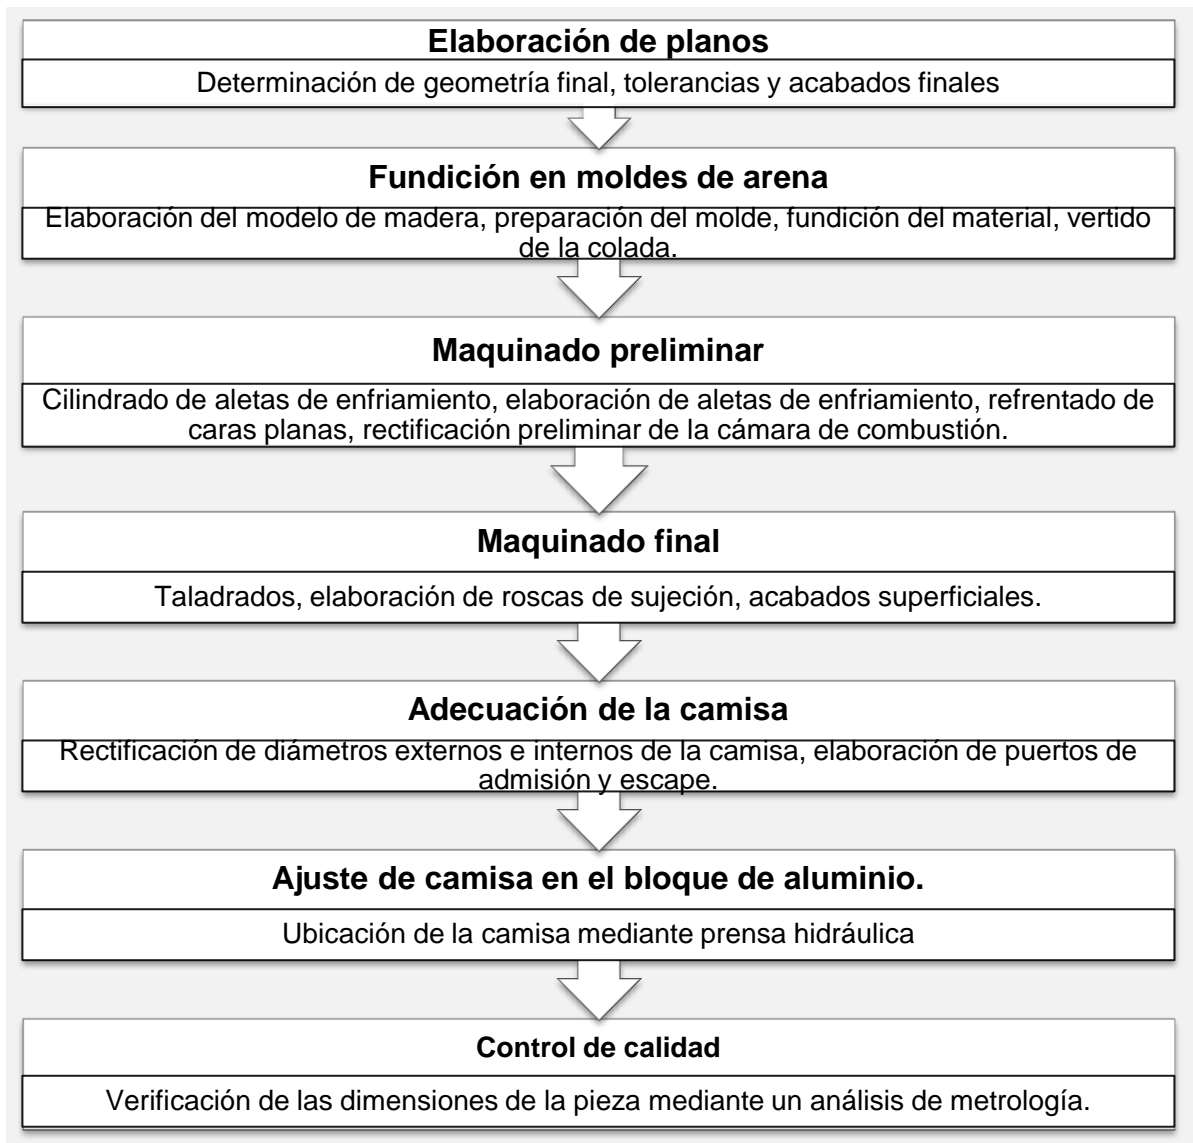 Elaboración de planos
Determinación de geometría final, tolerancias y acabados finales
Fundición en moldes de arena
Elaboración del modelo de madera, preparación del molde, fundición del material, vertido
de la colada.
Maquinado preliminar
Cilindrado de aletas de enfriamiento, elaboración de aletas de enfriamiento, refrentado de
caras planas, rectificación preliminar de la cámara de combustión.
Maquinado final
Taladrados, elaboración de roscas de sujeción, acabados superficiales.
Adecuación de la camisa
Rectificación de diámetros externos e internos de la camisa, elaboración de puertos de
admisión y escape.
Ajuste de camisa en el bloque de aluminio.
Ubicación de la camisa mediante prensa hidráulica
Control de calidad
Verificación de las dimensiones de la pieza mediante un análisis de metrología.